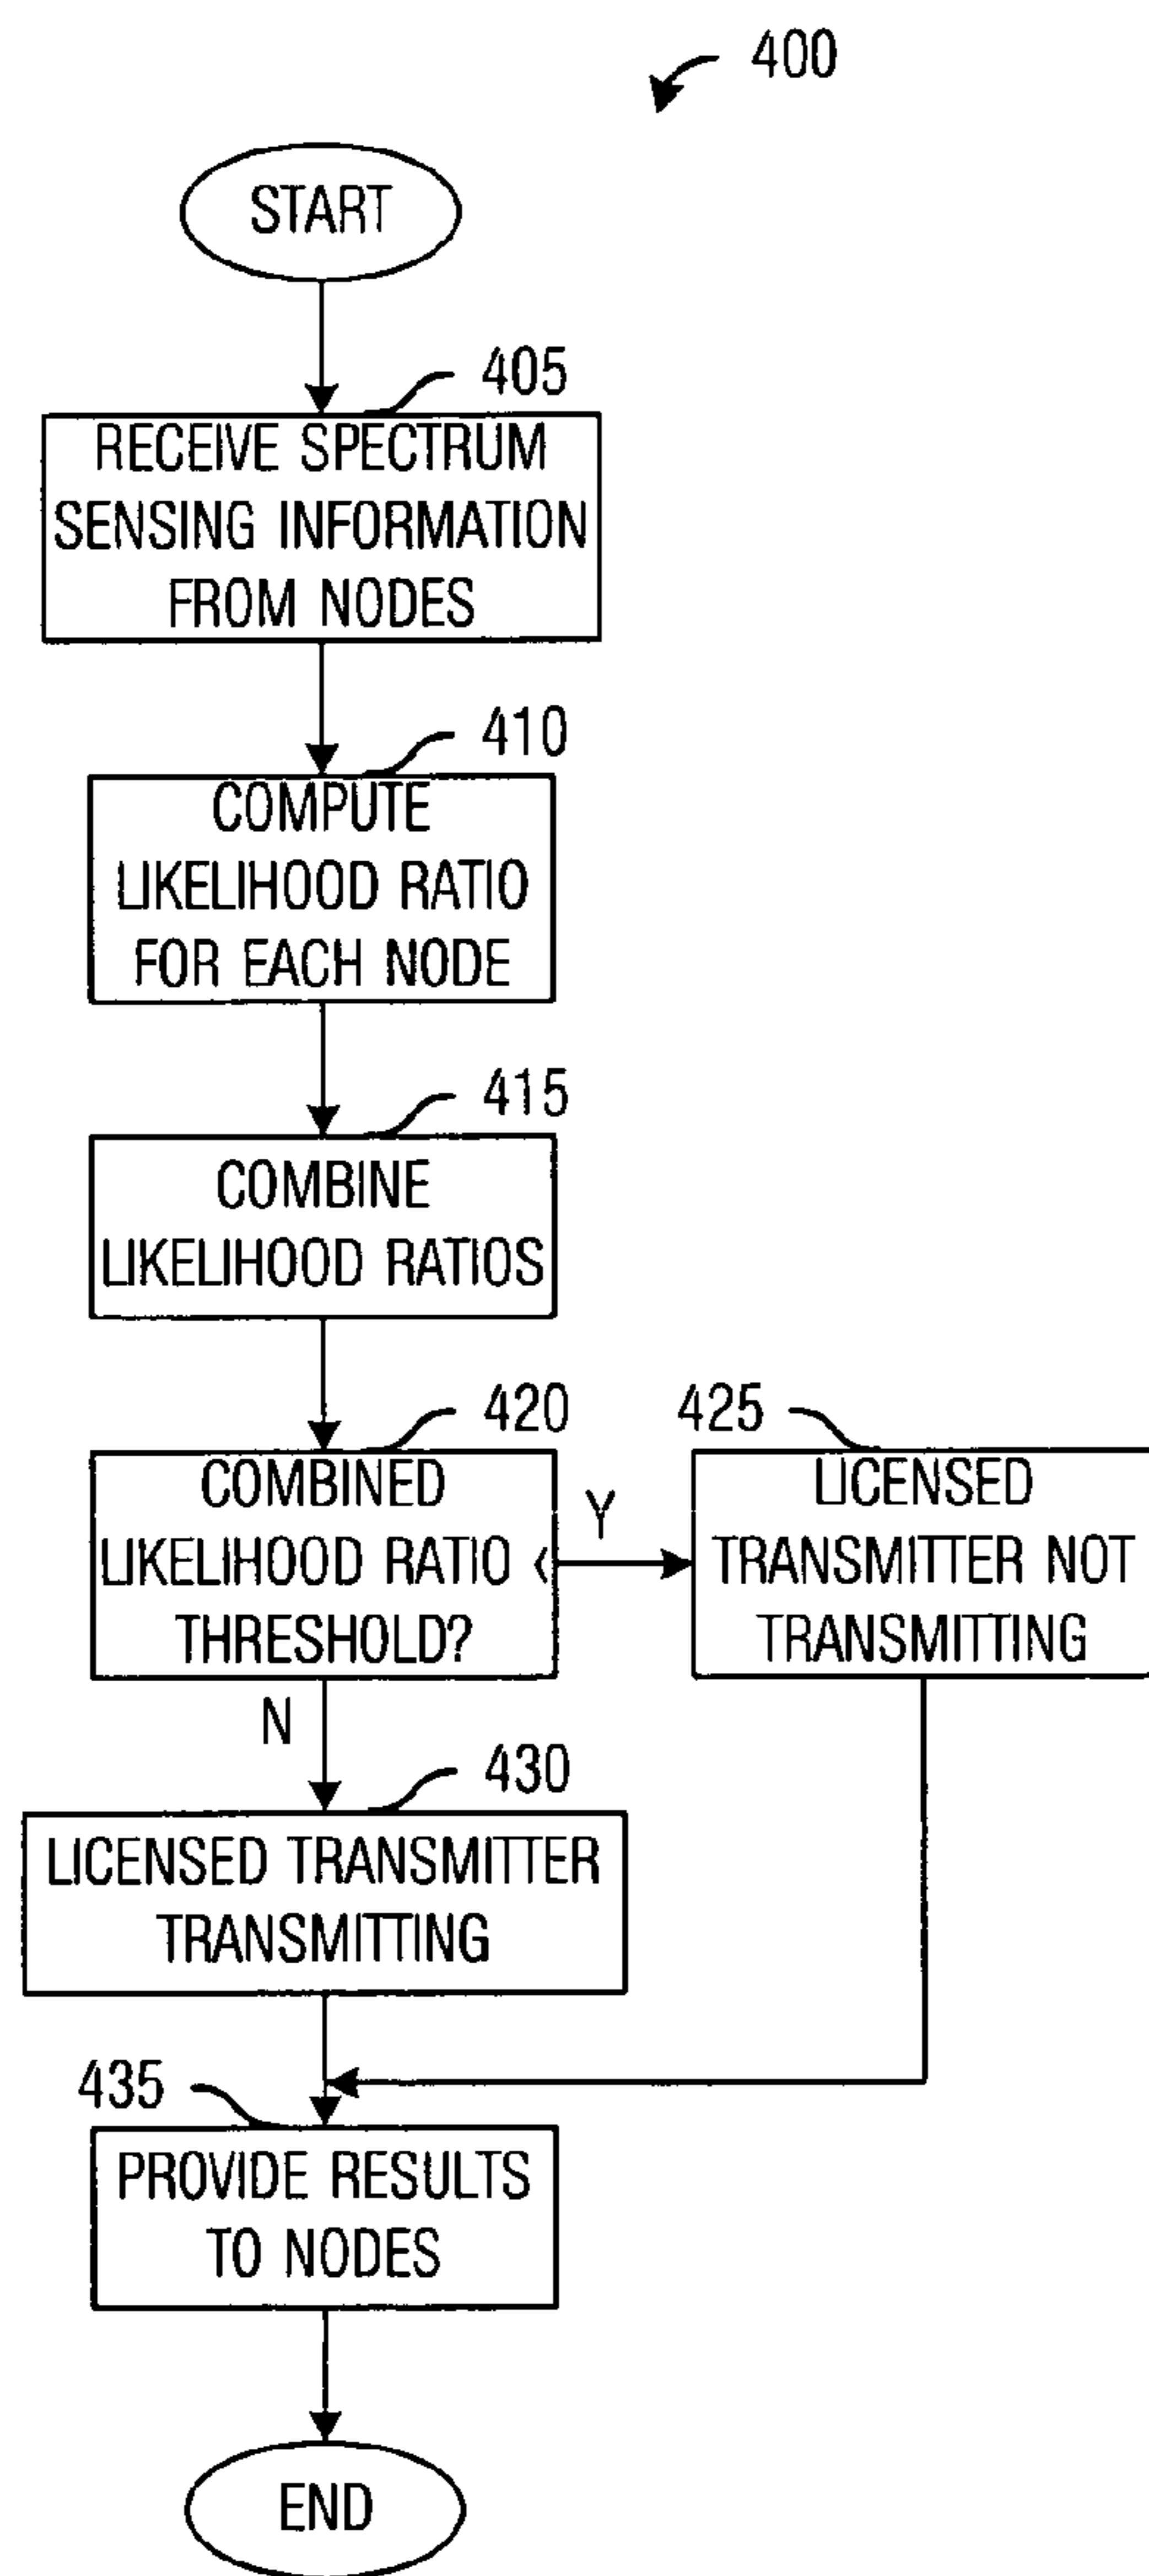 400
START
405
RECEIVE SPECTRUM
SENSING INFORMATION
FROM NODES
410
COMPUTE
LIKELIHOOD RATIO
FOR EACH NODE
415
COMBINE
LIKELIHOOD RATIOS
420
COMBINED
LIKELIHOOD RATIO <
THRESHOLD?
Y
425
LICENSED
TRANSMITTER NOT
TRANSMITTING
N
430
LICENSED TRANSMITTER
TRANSMITTING
435
PROVIDE RESULTS
TO NODES
END